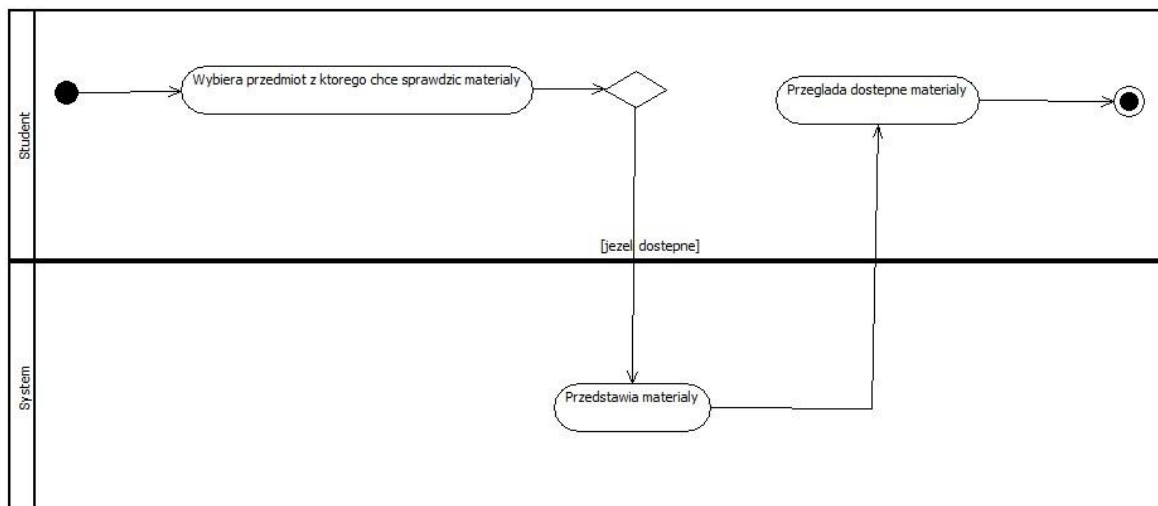 Student
Wybiera przedmiot z ktorego chce sprawdzic materialy
Przeglada dostepne materialy
[jezeli dostepne]
System
Przedstawia materialy